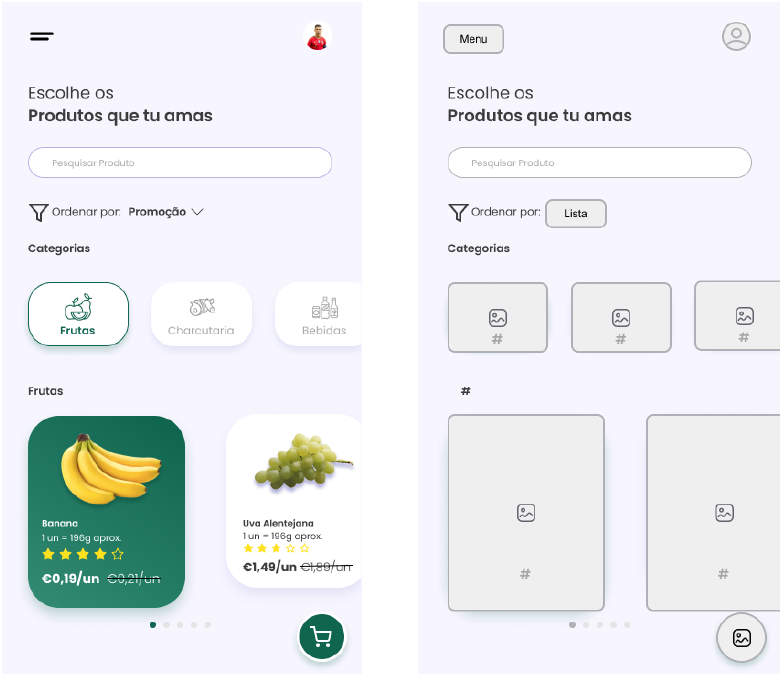 Escolhe os
Produtos que tu amas
Pesquisar Produto
Ordenar por: Promoção
Categorias
Frutas
Charcutaria
Bebidas
Frutas
Banana
1 un = 196g aprox.
€0,19/un €0,21/un
Uva Alentejana
1 un = 196g aprox.
€1,49/un €1,89/un
Menu
Escolhe os
Produtos que tu amas
Pesquisar Produto
Ordenar por: Lista
Categorias
#
#
#
#
#
#